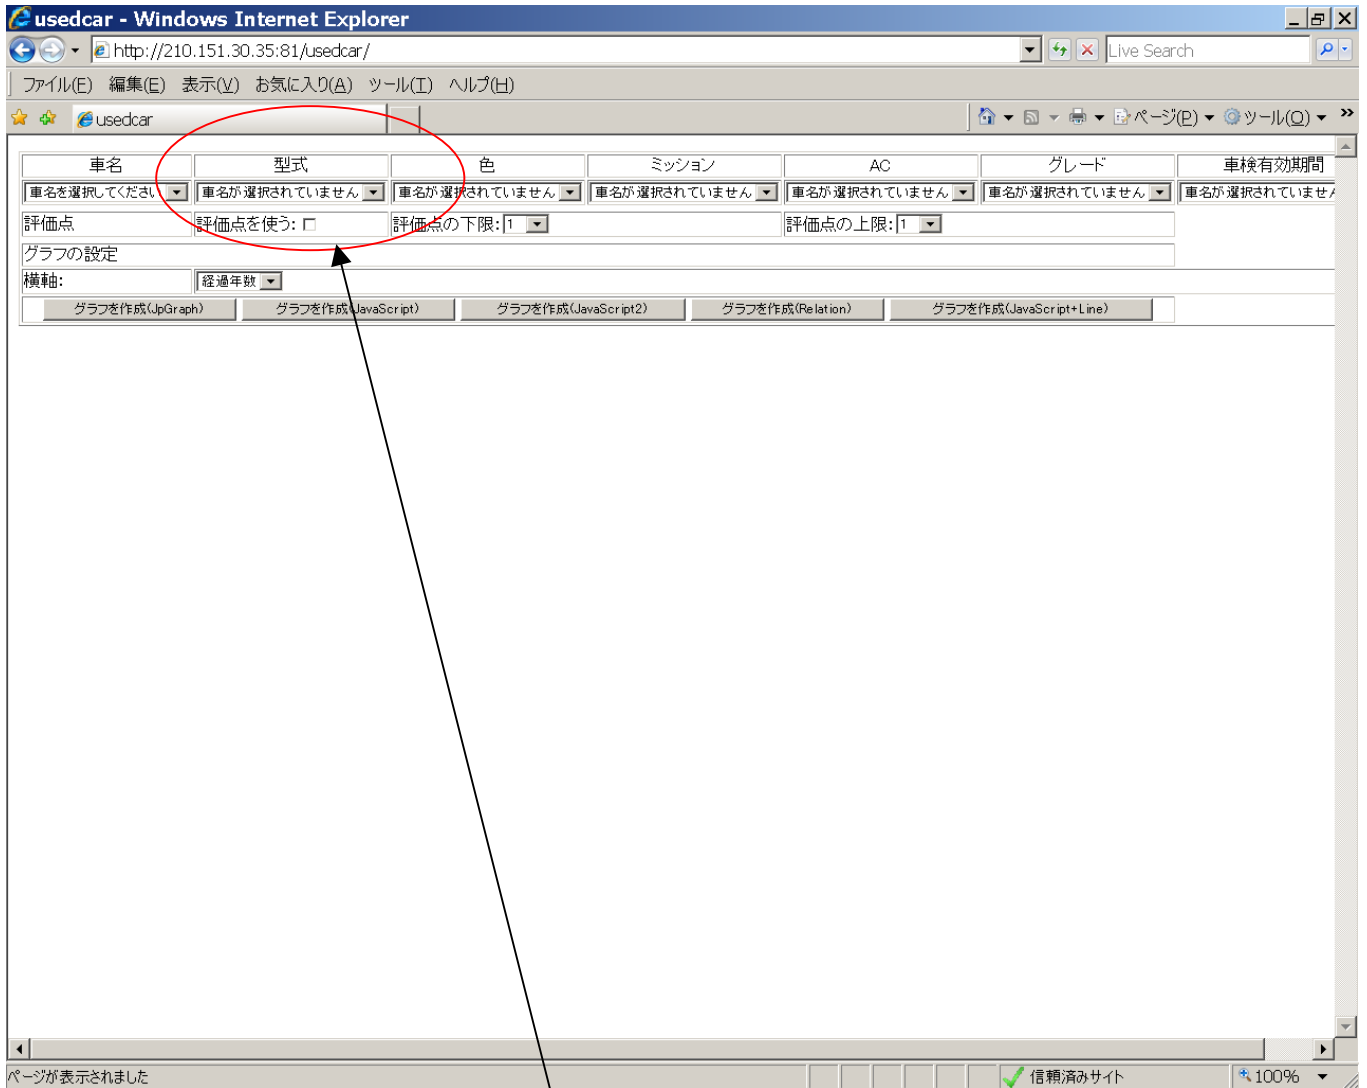 usedcar - Windows Internet Explorer
http://210.151.30.35:81/usedcar/
Live Search
ファイル(F) 編集(E) 表示(V) お気に入り(A) ツール(T) ヘルプ(H)
usedcar
ページ(P) ツール(O) »
車名 型式 色 ミッション AC グレード 車検有効期間
車名を選択してください 車名が選択されていません 車名が選択されていません 車名が選択されていません 車名が選択されていません 車名が選択されていません 車名が選択されていません
評価点 評価点を使う: 評価点の下限: 1 評価点の上限: 1
グラフの設定
横軸: 経過年数
グラフを作成(JpGraph) グラフを作成(JavaScript) グラフを作成(JavaScript2) グラフを作成(Relation) グラフを作成(JavaScript+Line)
ページが表示されました 信頼済みサイト 100%